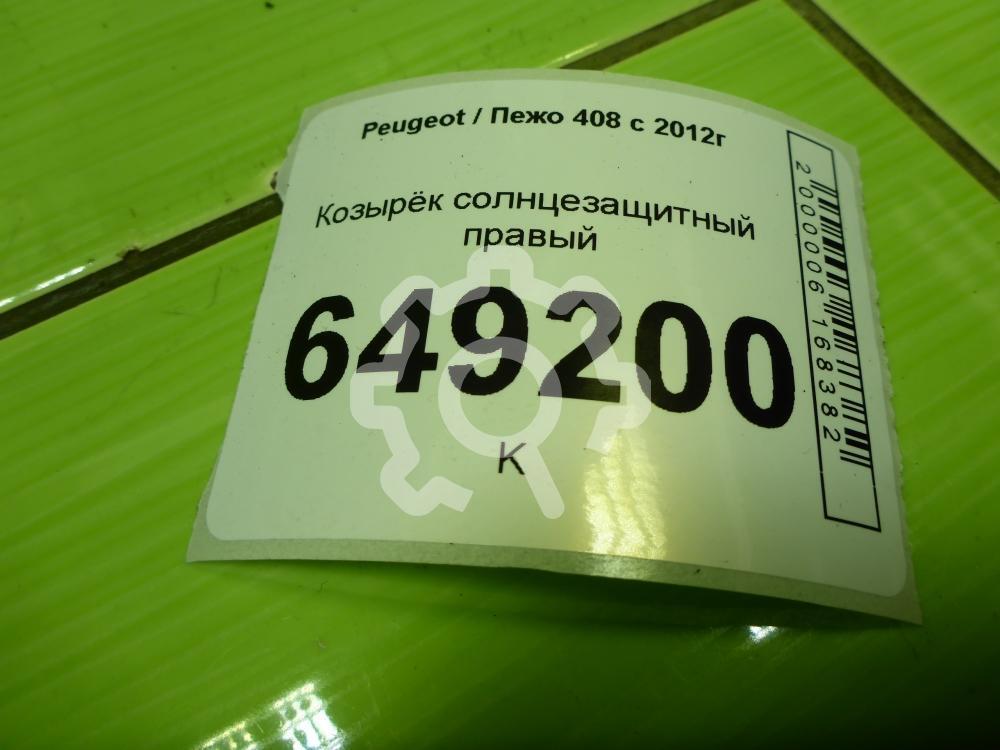 Peugeot / Пежо 408 с 2012г
Козырёк солнцезащитный
правый
649200
К
2000006168382